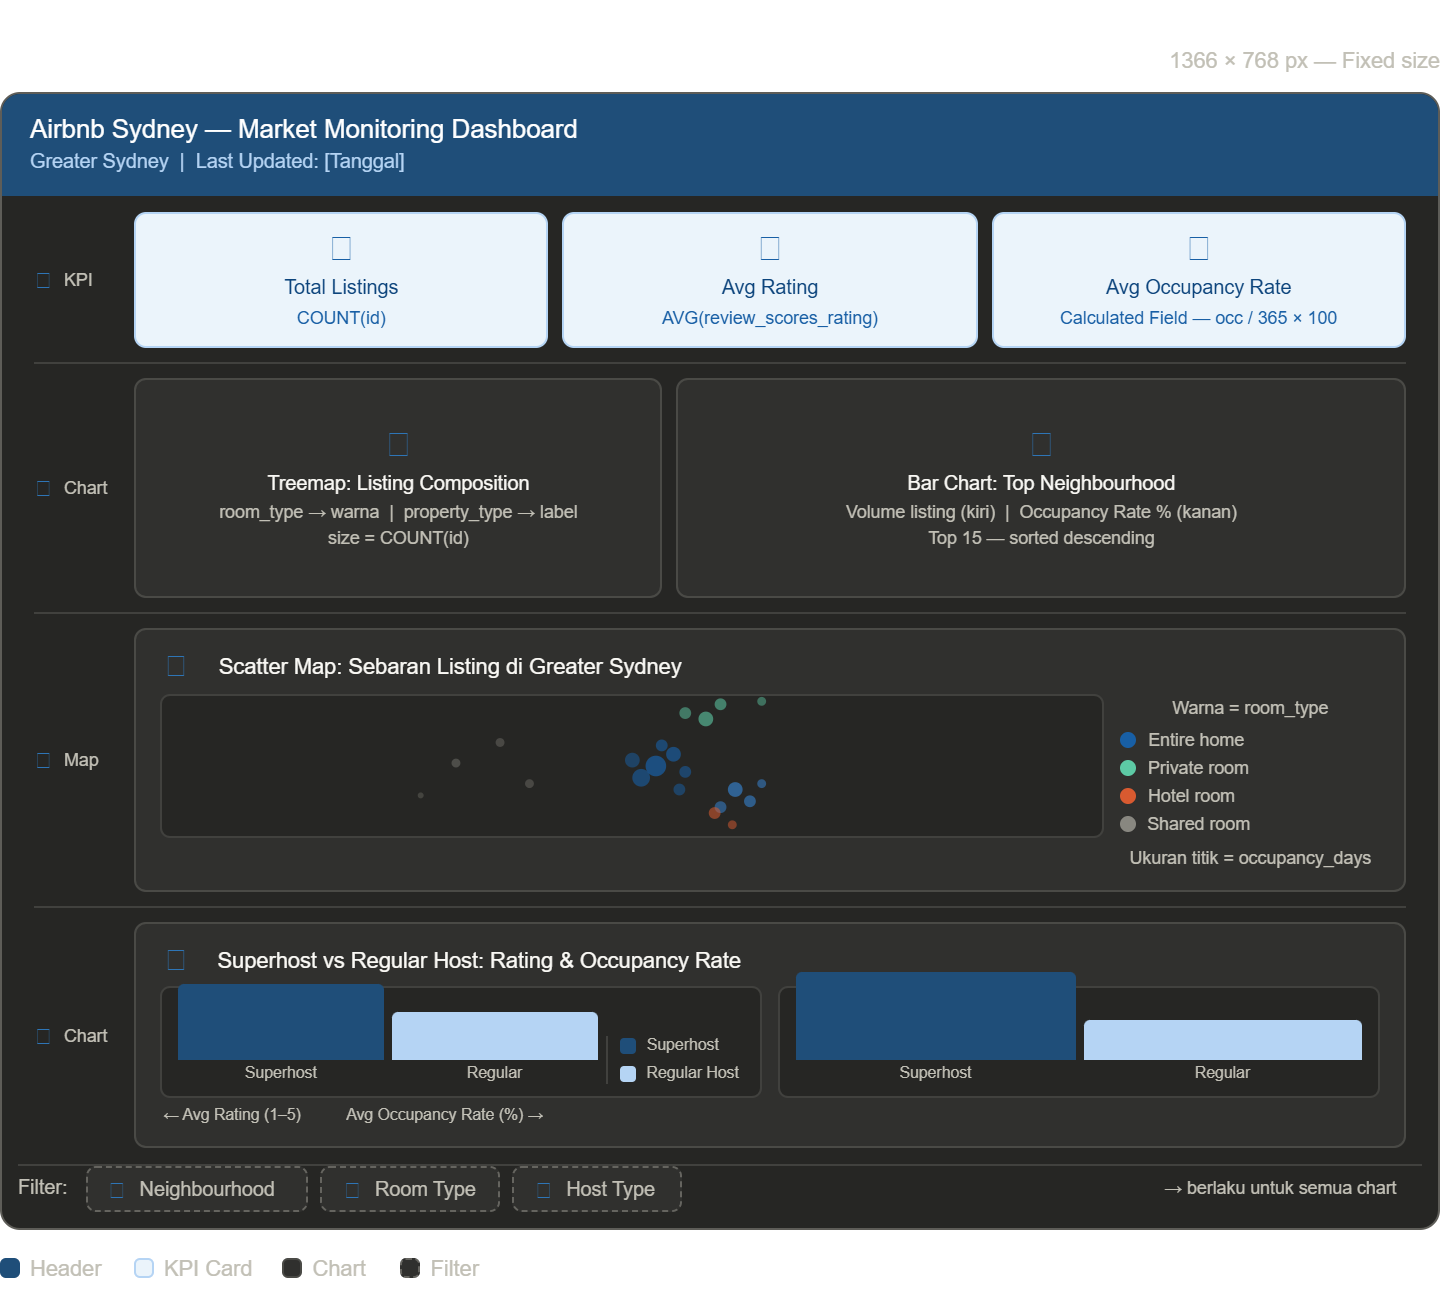 1366 × 768 px — Fixed size
Airbnb Sydney — Market Monitoring Dashboard
Greater Sydney | Last Updated: [Tanggal]
KPI
Total Listings
COUNT(id)
Avg Rating
AVG(review_scores_rating)
Avg Occupancy Rate
Calculated Field — occ / 365 × 100
Chart
Treemap: Listing Composition
room_type → warna | property_type → label
size = COUNT(id)
Bar Chart: Top Neighbourhood
Volume listing (kiri) | Occupancy Rate % (kanan)
Top 15 — sorted descending
Map
Scatter Map: Sebaran Listing di Greater Sydney
Warna = room_type
Entire home
Private room
Hotel room
Shared room
Ukuran titik = occupancy_days
Chart
Superhost vs Regular Host: Rating & Occupancy Rate
Superhost
Regular
Superhost
Regular Host
Superhost
Regular
← Avg Rating (1–5)
Avg Occupancy Rate (%) →
Filter:
Neighbourhood
Room Type
Host Type
→ berlaku untuk semua chart
Header
KPI Card
Chart
Filter